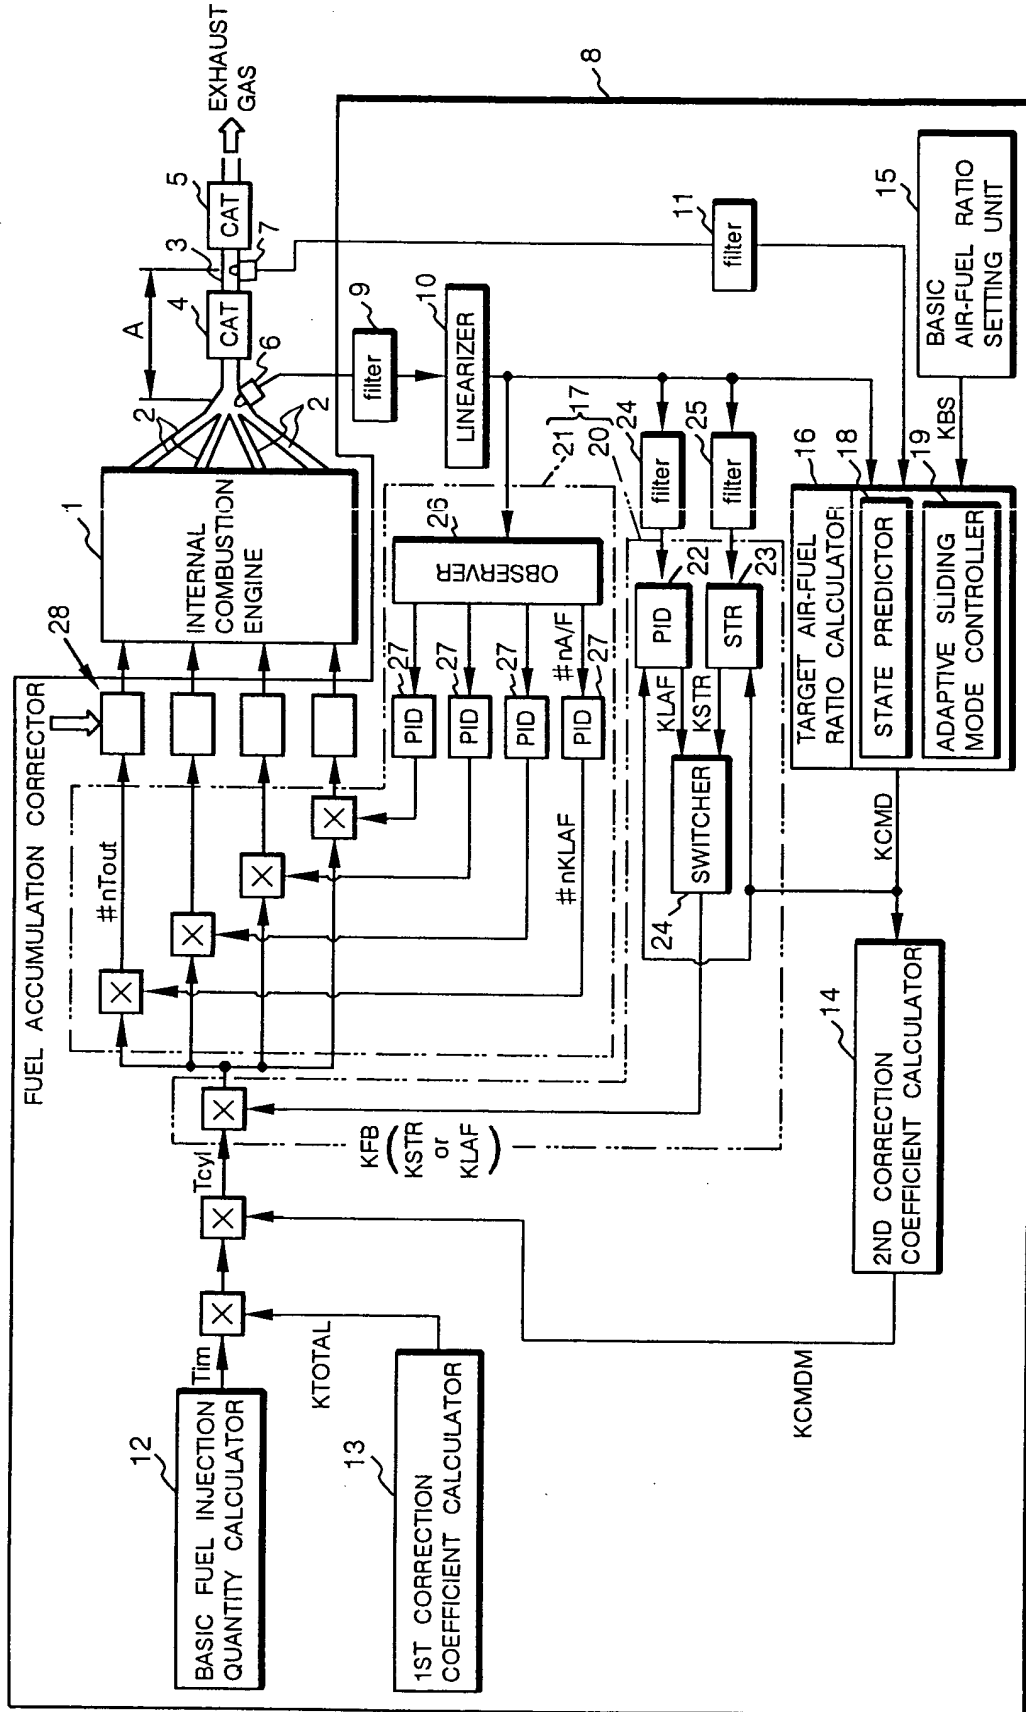 FUEL ACCUMULATION CORRECTOR
28
1
INTERNAL
COMBUSTION
ENGINE
2
2
A
4
CAT
3
5
CAT
7
6
EXHAUST
GAS
8
#nTout
12
BASIC FUEL INJECTION
QUANTITY CALCULATOR
Tim
Tcyl
KTOTAL
13
1ST CORRECTION
COEFFICIENT CALCULATOR
KFB
(KSTR
or
KLAF)
PID
27
PID
27
PID
27
PID
27
#nKLAF
#nA/F
26
OBSERVER
21
17
20
9
filter
10
LINEARIZER
11
filter
24
filter
25
filter
22
PID
23
STR
KLAF
KSTR
SWITCHER
24
KCMDM
14
2ND CORRECTION
COEFFICIENT CALCULATOR
KCMD
16
TARGET AIR-FUEL
RATIO CALCULATOR
18
STATE PREDICTOR
19
ADAPTIVE SLIDING
MODE CONTROLLER
KBS
15
BASIC
AIR-FUEL RATIO
SETTING UNIT